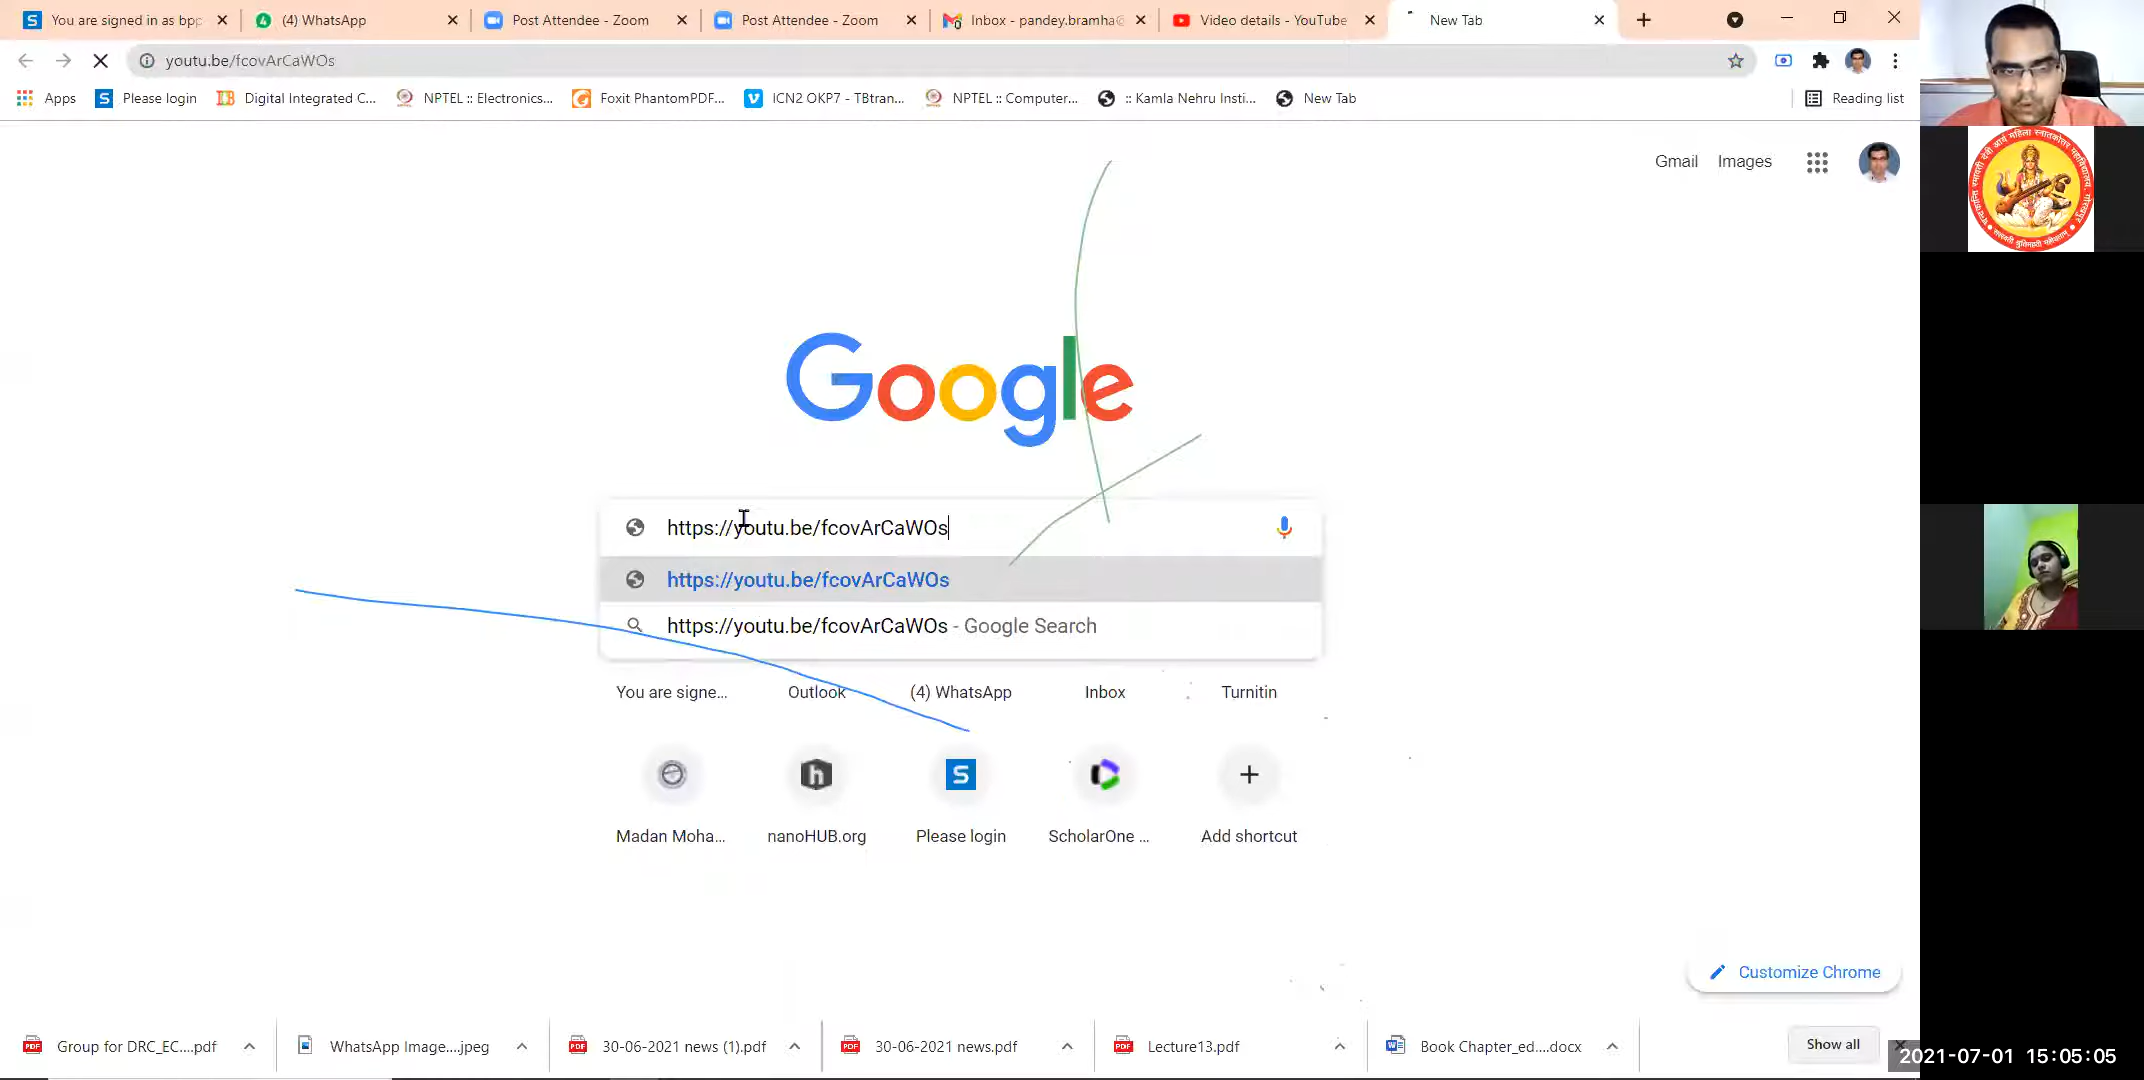 You are signed in as bpp
(4) WhatsApp
Post Attendee - Zoom
Post Attendee - Zoom
Inbox - pandey.bramha@
Video details - YouTube
New Tab
youtu.be/fcovArCaWOs
Apps
Please login
Digital Integrated C...
NPTEL :: Electronics...
Foxit PhantomPDF...
ICN2 OKP7 - TBtran...
NPTEL :: Computer...
:: Kamla Nehru Insti...
New Tab
Reading list
Gmail
Images
Google
https://youtu.be/fcovArCaWOs
https://youtu.be/fcovArCaWOs
https://youtu.be/fcovArCaWOs - Google Search
You are signe...
Outlook
(4) WhatsApp
Inbox
Turnitin
Madan Moha...
nanoHUB.org
Please login
ScholarOne ...
Add shortcut
Customize Chrome
Group for DRC_EC....pdf
WhatsApp Image....jpeg
30-06-2021 news (1).pdf
30-06-2021 news.pdf
Lecture13.pdf
Book Chapter_ed....docx
Show all
2021-07-01 15:05:05